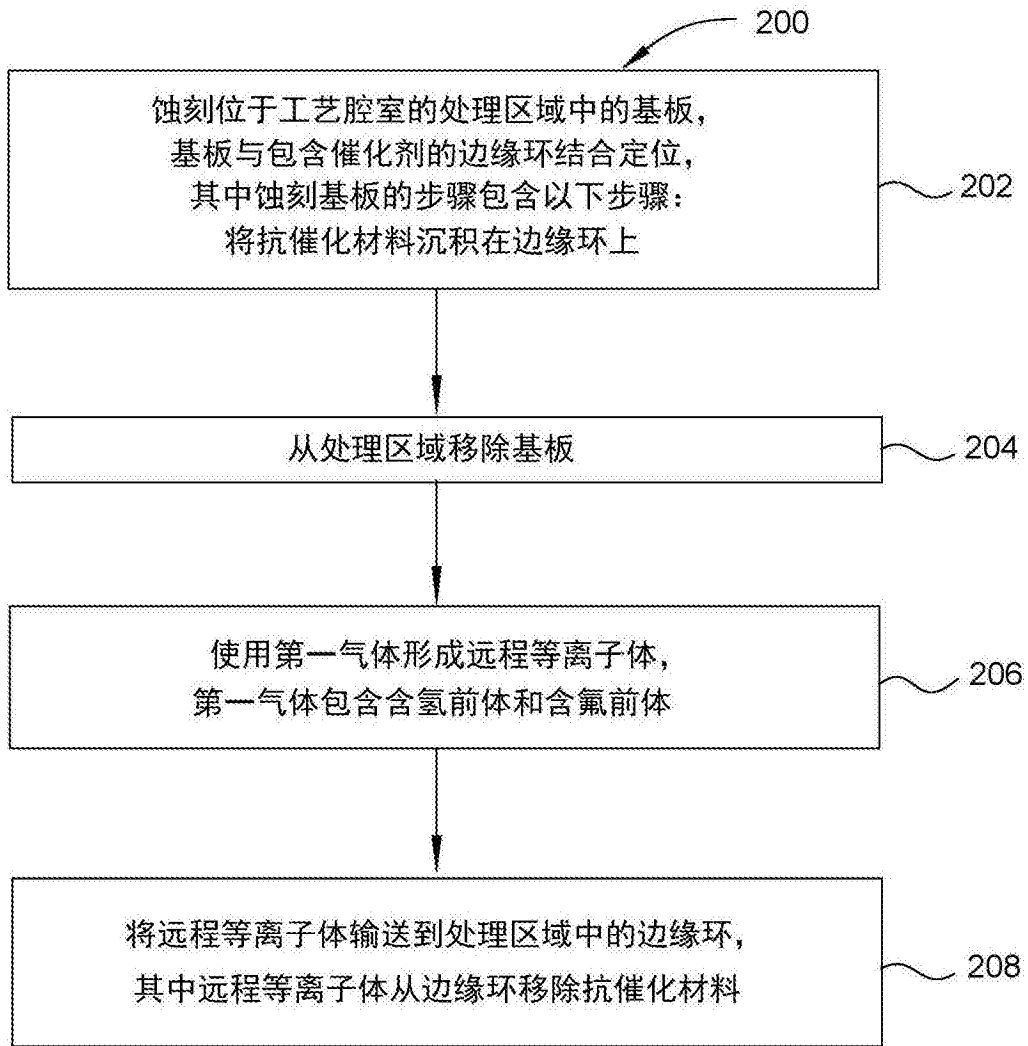 200
蚀刻位于工艺腔室的处理区域中的基板，
基板与包含催化剂的边缘环结合定位，
其中蚀刻基板的步骤包含以下步骤：
将抗催化材料沉积在边缘环上
202
从处理区域移除基板
204
使用第一气体形成远程等离子体，
第一气体包含含氢前体和含氟前体
206
将远程等离子体输送到处理区域中的边缘环，
其中远程等离子体从边缘环移除抗催化材料
208